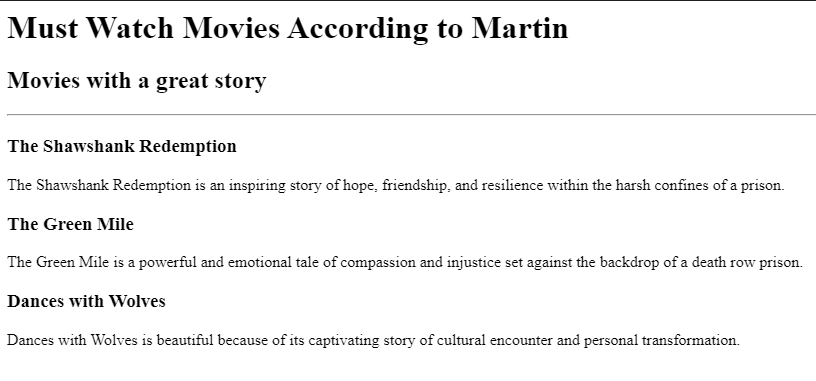 Must Watch Movies According to Martin
Movies with a great story
The Shawshank Redemption
The Shawshank Redemption is an inspiring story of hope, friendship, and resilience within the harsh confines of a prison.
The Green Mile
The Green Mile is a powerful and emotional tale of compassion and injustice set against the backdrop of a death row prison.
Dances with Wolves
Dances with Wolves is beautiful because of its captivating story of cultural encounter and personal transformation.